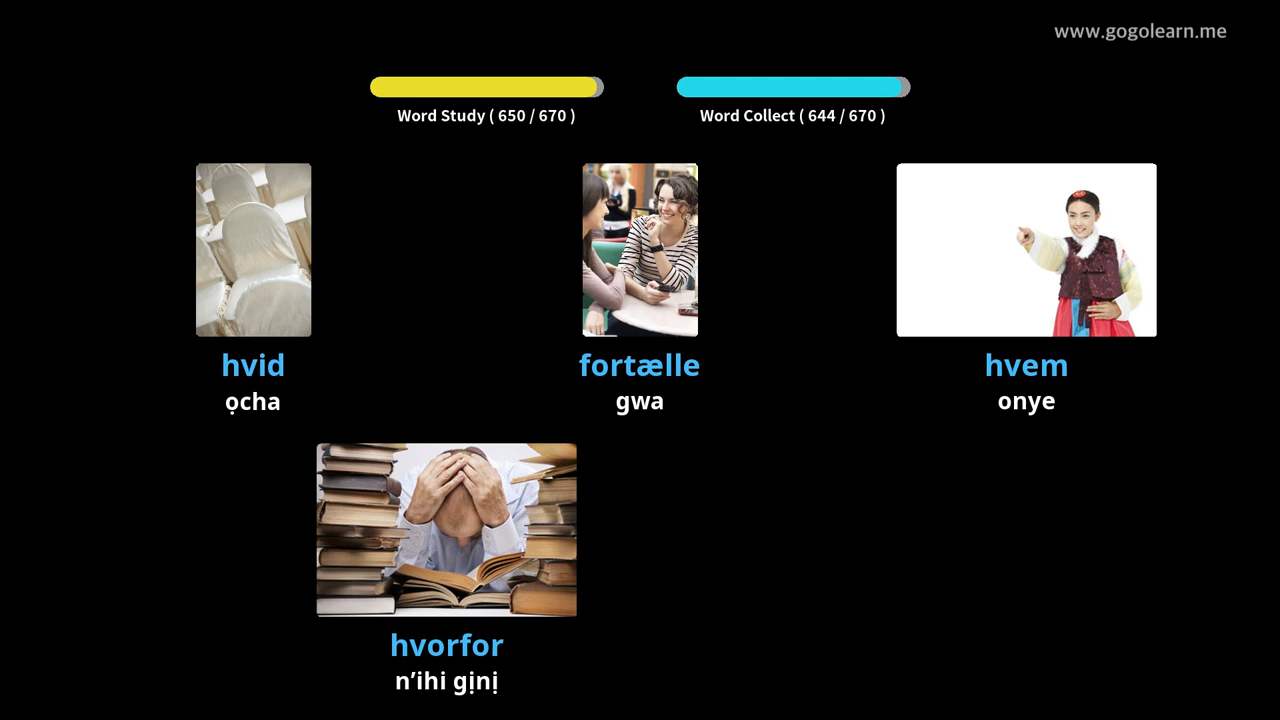 www.gogolearn.me
Word Study ( 650 / 670 )
Word Collect ( 644 / 670 )
hvid
ọcha
fortælle
gwa
hvem
onye
hvorfor
n’ihi gịnị